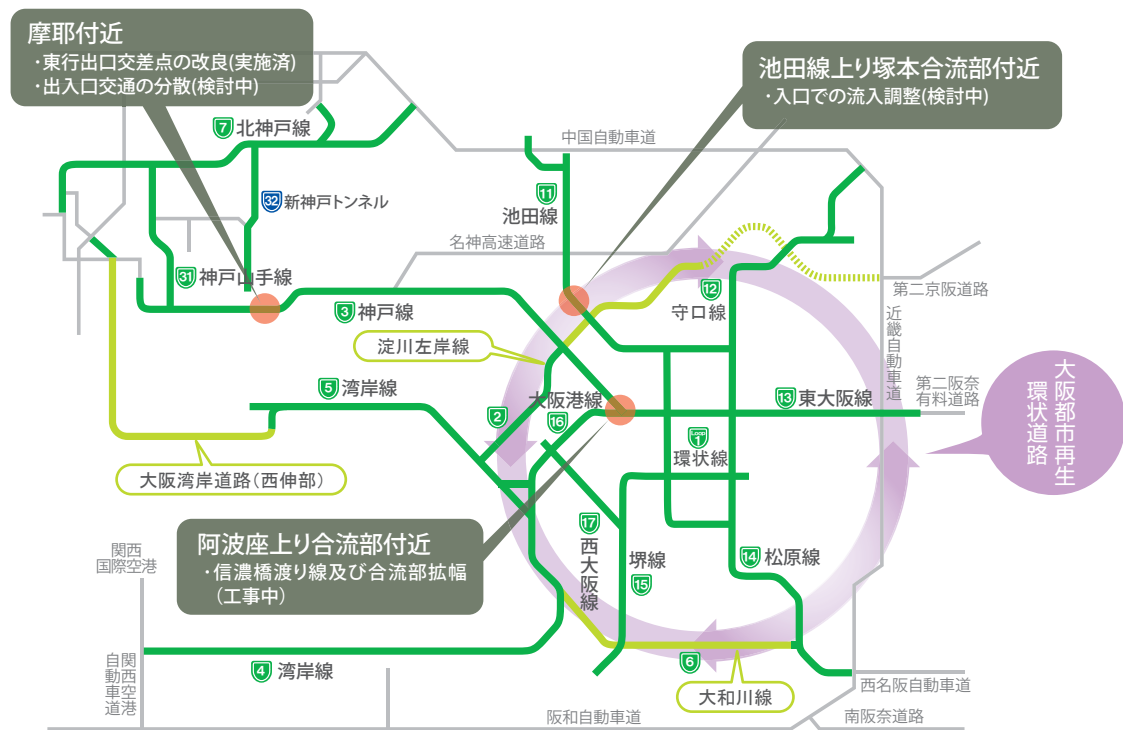 摩耶付近
・東行出口交差点の改良(実施済)
・出入口交通の分散(検討中)
池田線上り塚本合流部付近
・入口での流入調整(検討中)
7 北神戸線
中国自動車道
32 新神戸トンネル
11
池田線
名神高速道路
31 神戸山手線
12
守口線
第二京阪道路
3 神戸線
近畿自動車道
淀川左岸線
5 湾岸線
大阪港線
16
2
13 東大阪線
第二阪奈
有料道路
大阪都市再生
環状道路
Loop 1
環状線
大阪湾岸道路(西伸部)
阿波座上り合流部付近
・信濃橋渡り線及び合流部拡幅
(工事中)
17
西大阪線
堺線
15
14 松原線
関西
国際空港
関西空港
自動車道
4 湾岸線
6
大和川線
西名阪自動車道
阪和自動車道
南阪奈道路